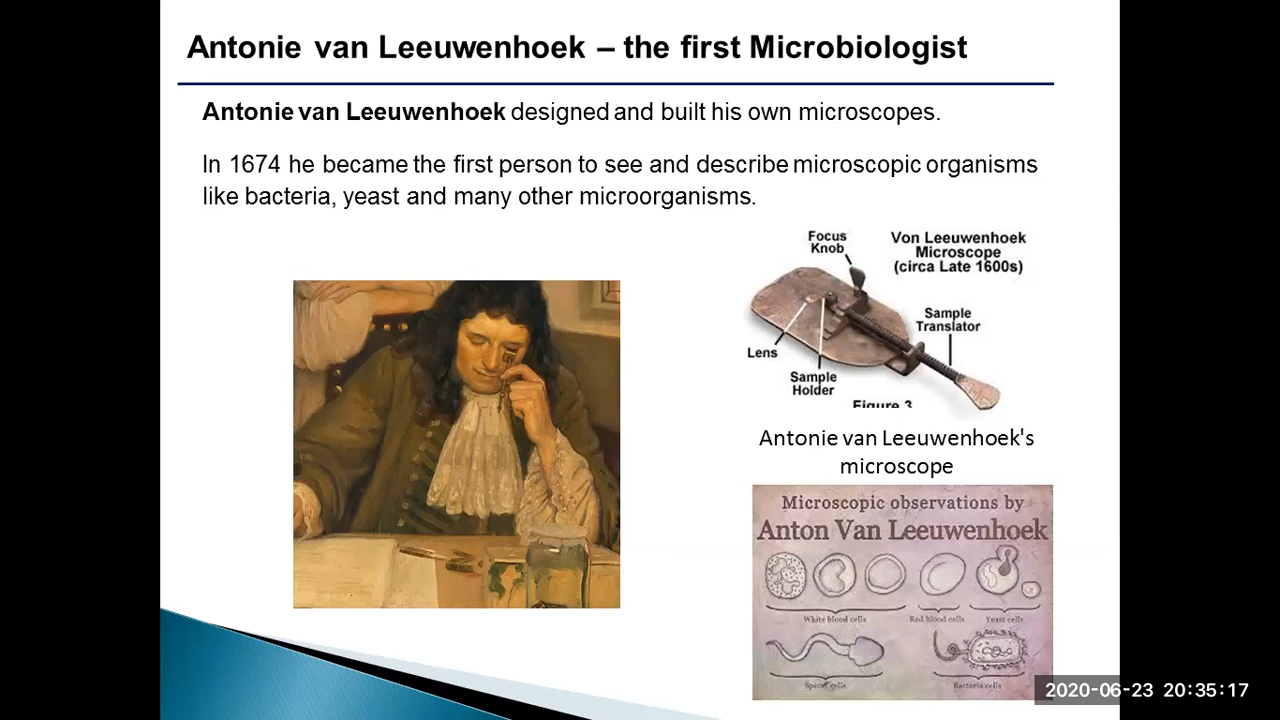 Antonie van Leeuwenhoek – the first Microbiologist
Antonie van Leeuwenhoek designed and built his own microscopes.
In 1674 he became the first person to see and describe microscopic organisms
like bacteria, yeast and many other microorganisms.
Focus
Knob
Von Leeuwenhoek
Microscope
(circa Late 1600s)
Sample
Translator
Lens
Sample
Holder
Figure 3
Antonie van Leeuwenhoek's
microscope
Microscopic observations by
Anton Van Leeuwenhoek
White blood cells
Red blood cells
Yeast cells
cells
Bacteria cells
2020-06-23 20:35:17